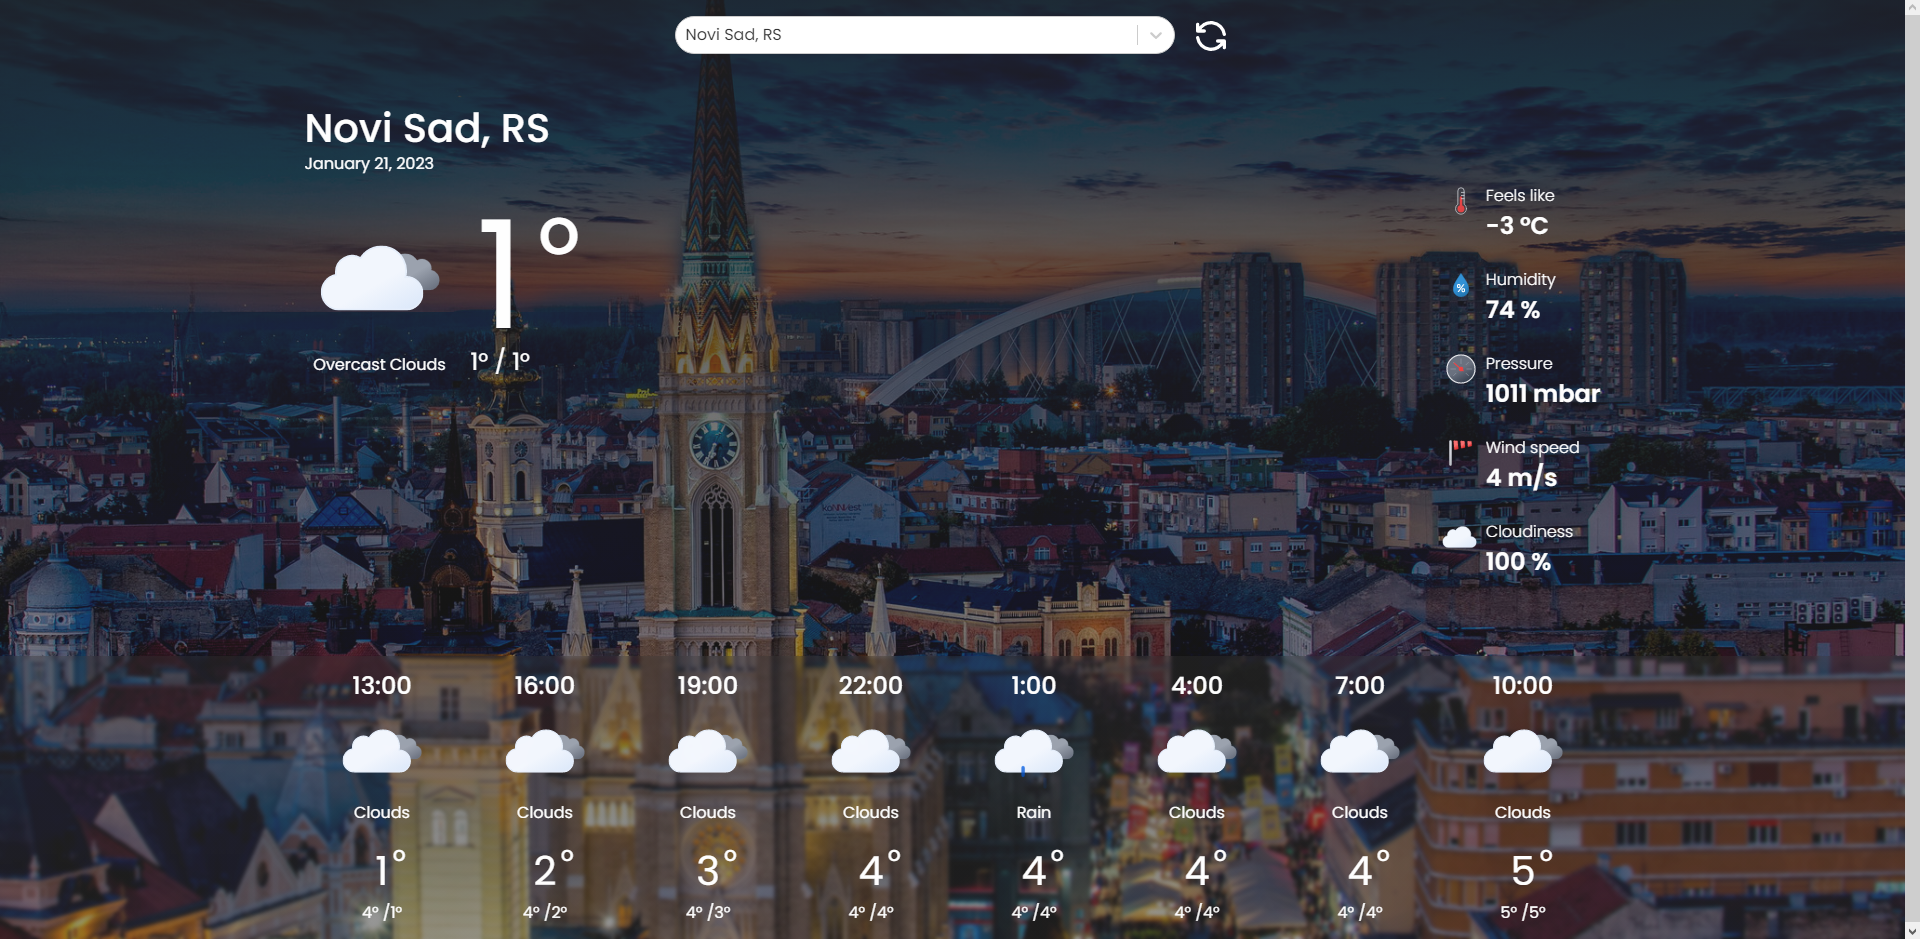 Novi Sad, RS
Novi Sad, RS
January 21, 2023
1°
Overcast Clouds
1° / 1°
Feels like
-3 °C
Humidity
%
74 %
Pressure
1011 mbar
Wind speed
4 m/s
Cloudiness
100 %
13:00 16:00 19:00 22:00 1:00 4:00 7:00 10:00
Clouds Clouds Clouds Clouds Rain Clouds Clouds Clouds
1° 2° 3° 4° 4° 4° 4° 5°
4° /1° 4° /2° 4° /3° 4° /4° 4° /4° 4° /4° 4° /4° 5° /5°